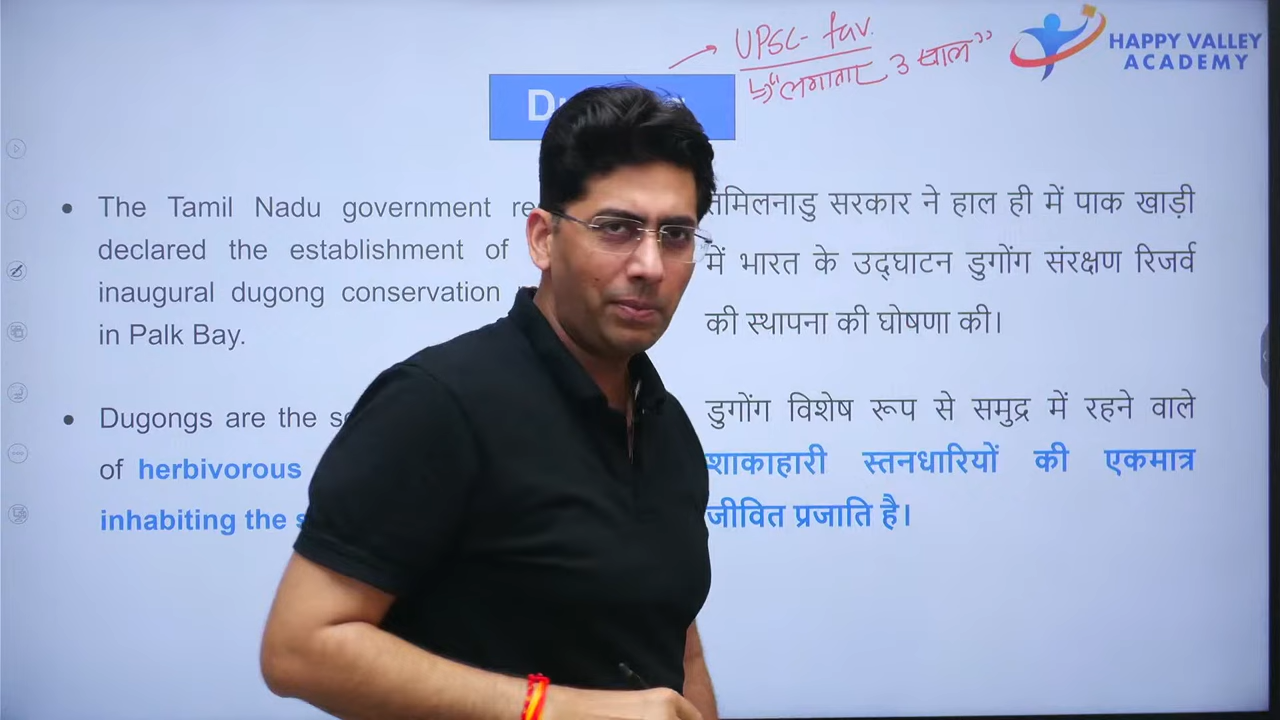 UPSC- fav.
"लगातार 3 साल"
HAPPY VALLEY
ACADEMY
The Tamil Nadu government
declared the establishment of
inaugural dugong conservation
in Palk Bay.
Dugongs are the
of herbivorous
inhabiting the
तमिलनाडु सरकार ने हाल ही में पाक खाड़ी
में भारत के उद्घाटन डुगोंग संरक्षण रिजर्व
की स्थापना की घोषणा की।
डुगोंग विशेष रूप से समुद्र में रहने वाले
शाकाहारी स्तनधारियों की एकमात्र
जीवित प्रजाति है।